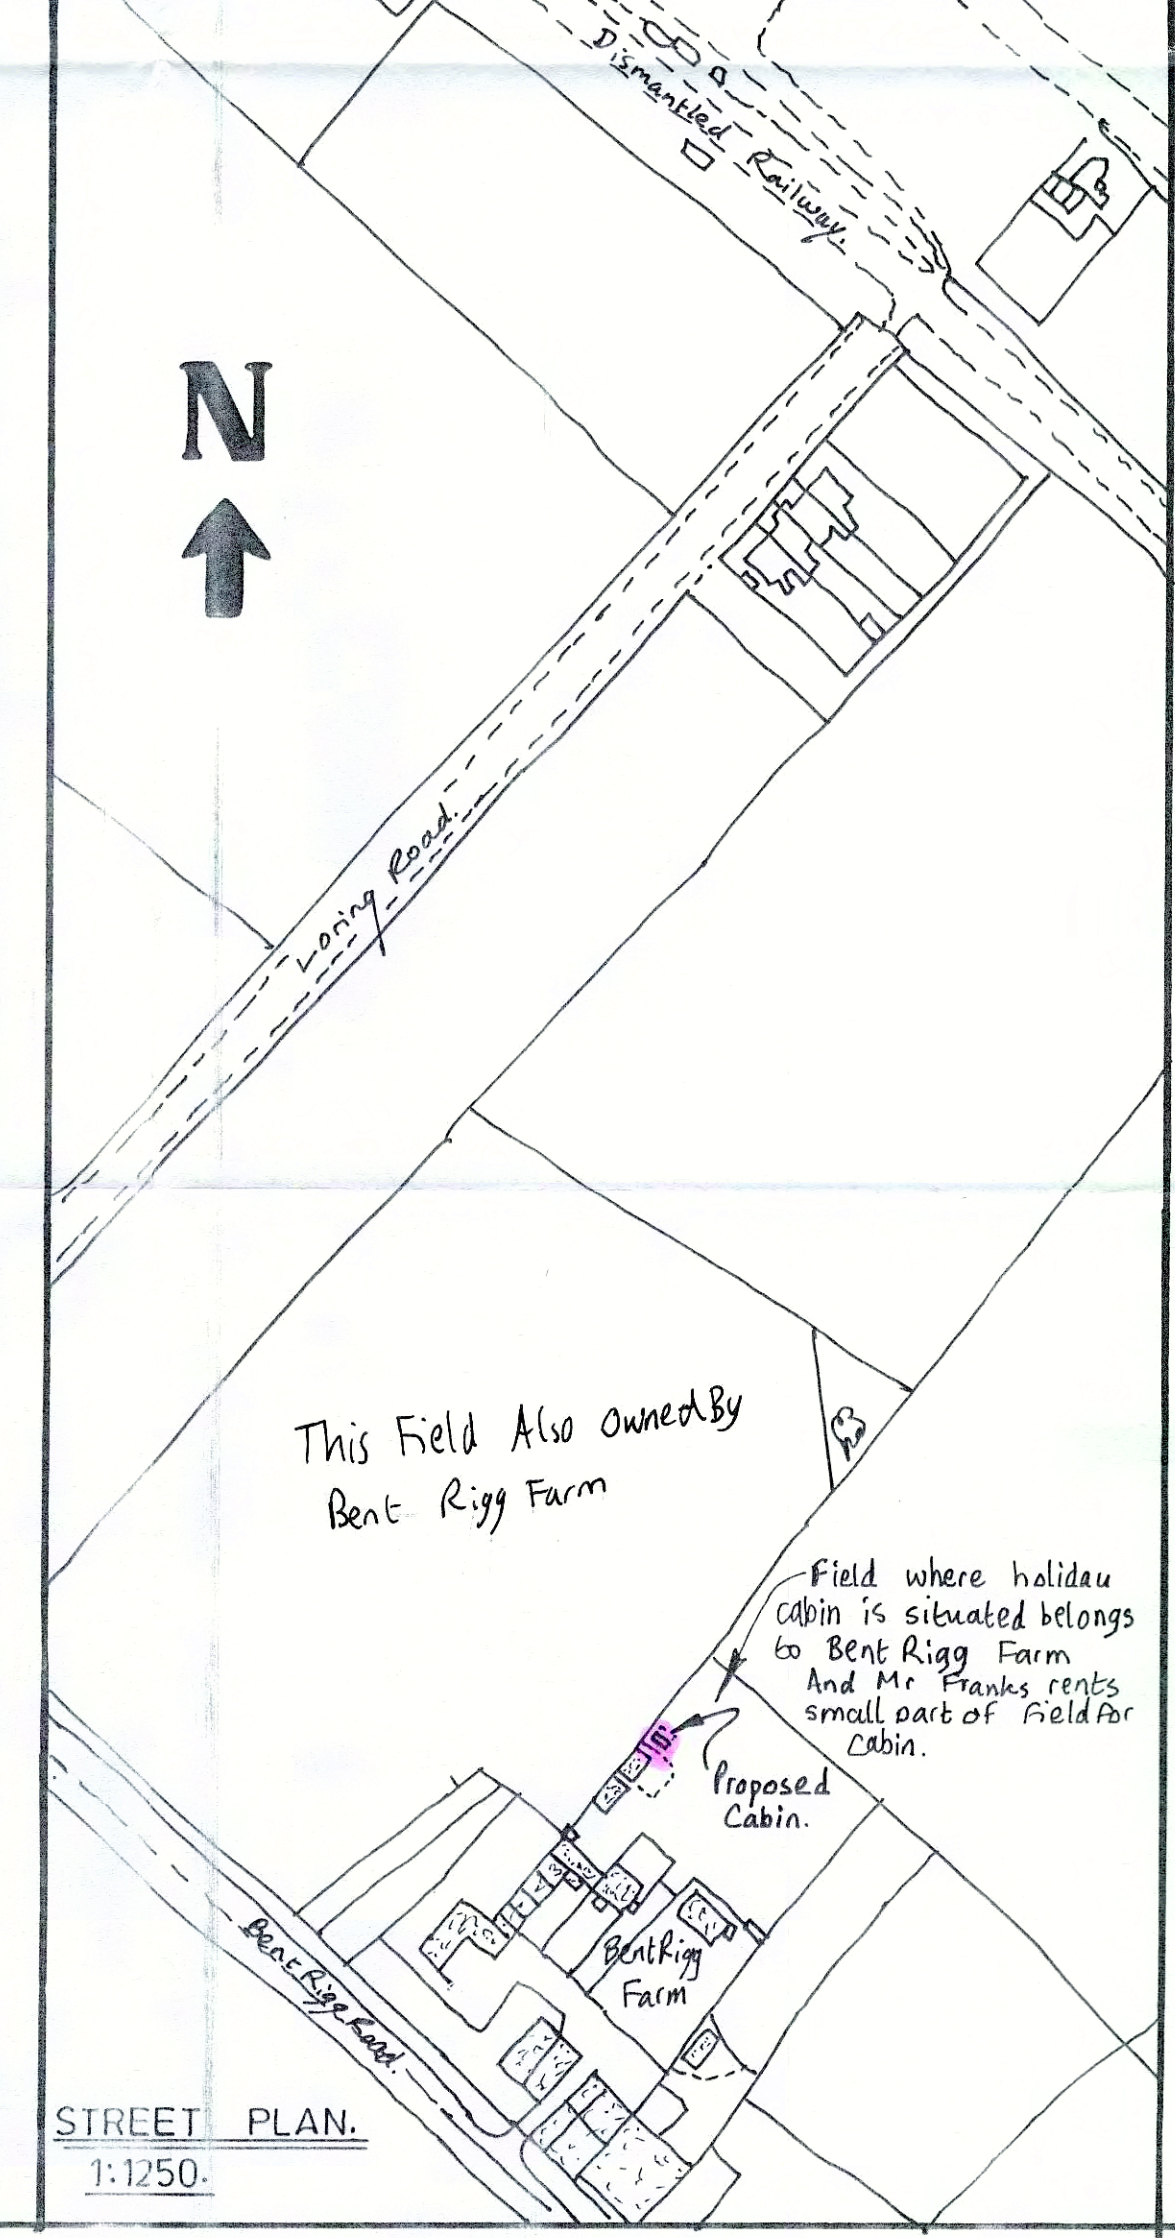 Dismantled Railway.
N
Loring Road.
This Field Also Owned By
Bent Rigg Farm
Field where holidau
cabin is situated belongs
to Bent Rigg Farm
And Mr Franks rents
small part of Field for
Cabin.
Proposed
Cabin.
Bent Rigg
Farm
Bent Rigg Road.
STREET PLAN.
1:1250.